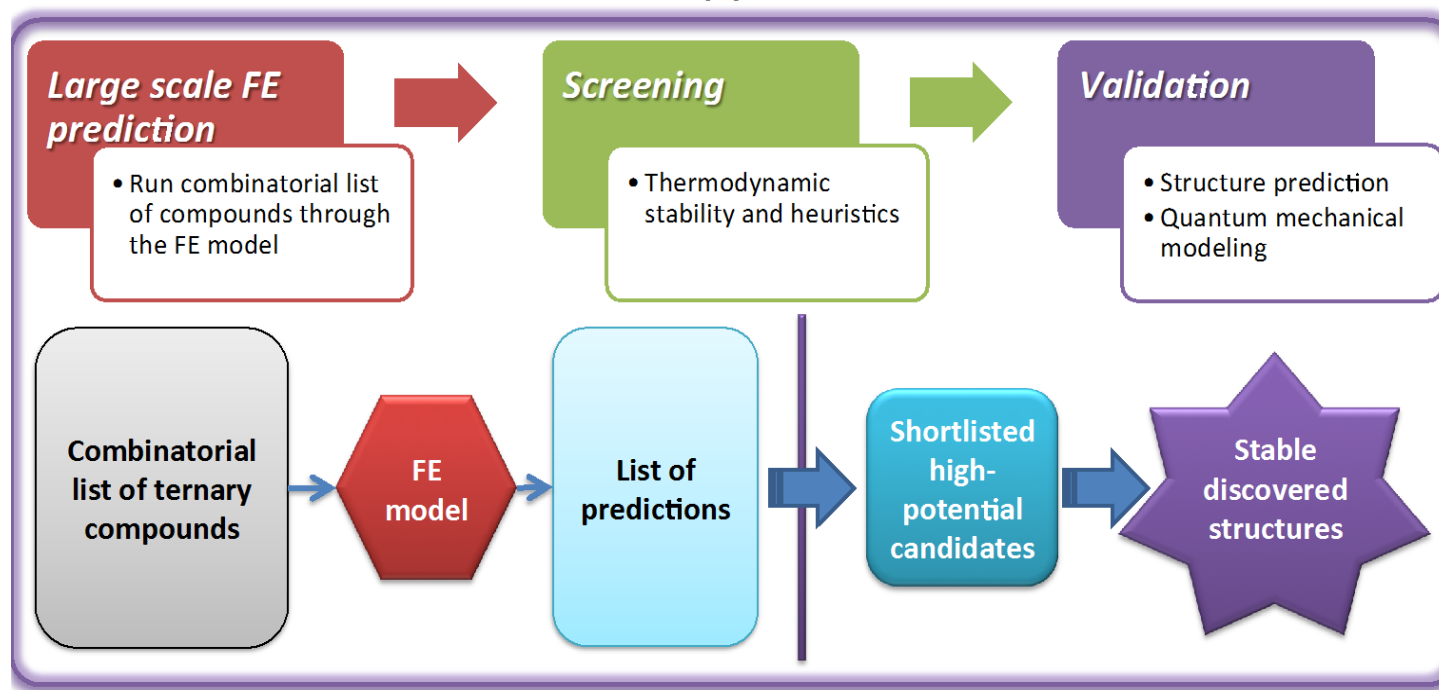 Large scale FE
prediction
• Run combinatorial list
of compounds through
the FE model
Screening
• Thermodynamic
stability and heuristics
Validation
• Structure prediction
• Quantum mechanical
modeling
Combinatorial
list of ternary
compounds
FE
model
List of
predictions
Shortlisted
high-
potential
candidates
Stable
discovered
structures